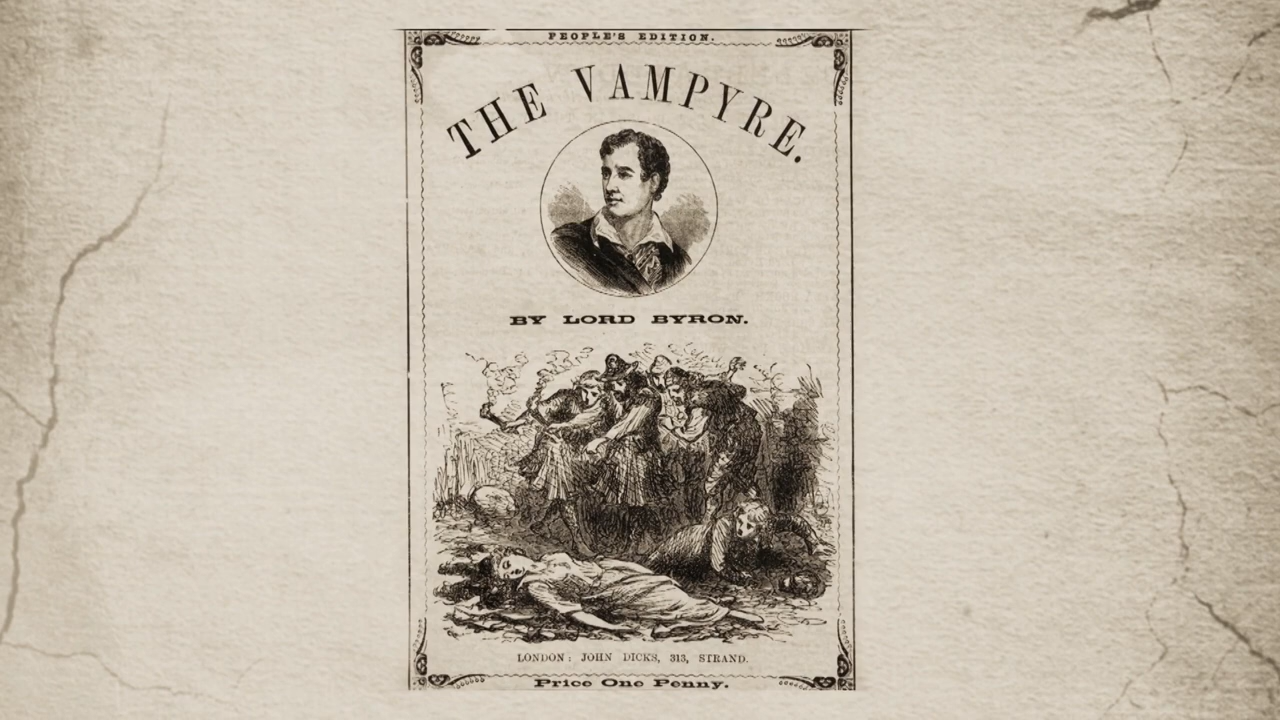 PEOPLE'S EDITION.
THE VAMPYRE.
BY LORD BYRON.
LONDON: JOHN DICKS, 313, STRAND.
Price One Penny.